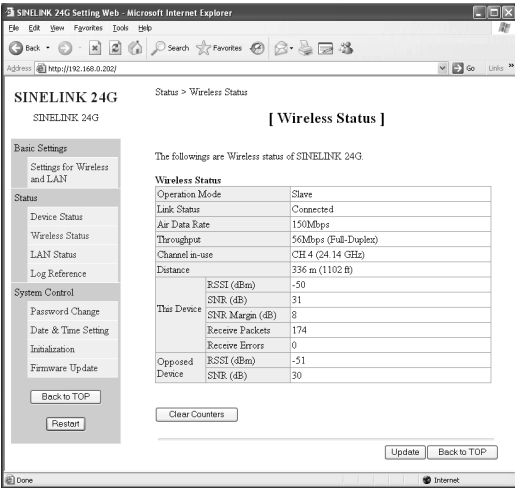 SINELINK 24G Setting Web - Microsoft Internet Explorer
File Edit View Favorites Tools Help
Back Search Favorites
Address http://192.168.0.202/ Go Links »
SINELINK 24G
SINELINK 24G
Basic Settings
Settings for Wireless
and LAN
Status
Device Status
Wireless Status
LAN Status
Log Reference
System Control
Password Change
Date & Time Setting
Initialization
Firmware Update
Back to TOP
Restart
Status > Wireless Status
[ Wireless Status ]
The followings are Wireless status of SINELINK 24G.
Wireless Status
Operation Mode Slave
Link Status Connected
Air Data Rate 150Mbps
Throughput 56Mbps (Full-Duplex)
Channel in-use CH 4 (24.14 GHz)
Distance 336 m (1102 ft)
This Device RSSI (dBm) -50
SNR (dB) 31
SNR Margin (dB) 8
Receive Packets 174
Receive Errors 0
Opposed Device RSSI (dBm) -51
SNR (dB) 30
Clear Counters
Update Back to TOP
Done Internet